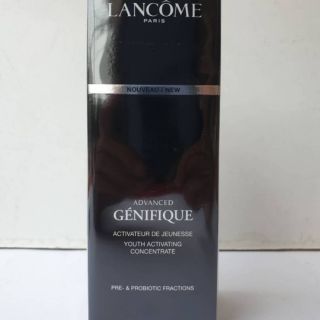 LANCÔME
PARIS
NOUVEAU - NEW
ADVANCED
GÉNIFIQUE
ACTIVATEUR DE JEUNESSE
YOUTH ACTIVATING
CONCENTRATE
PRE- & PROBIOTIC FRACTIONS